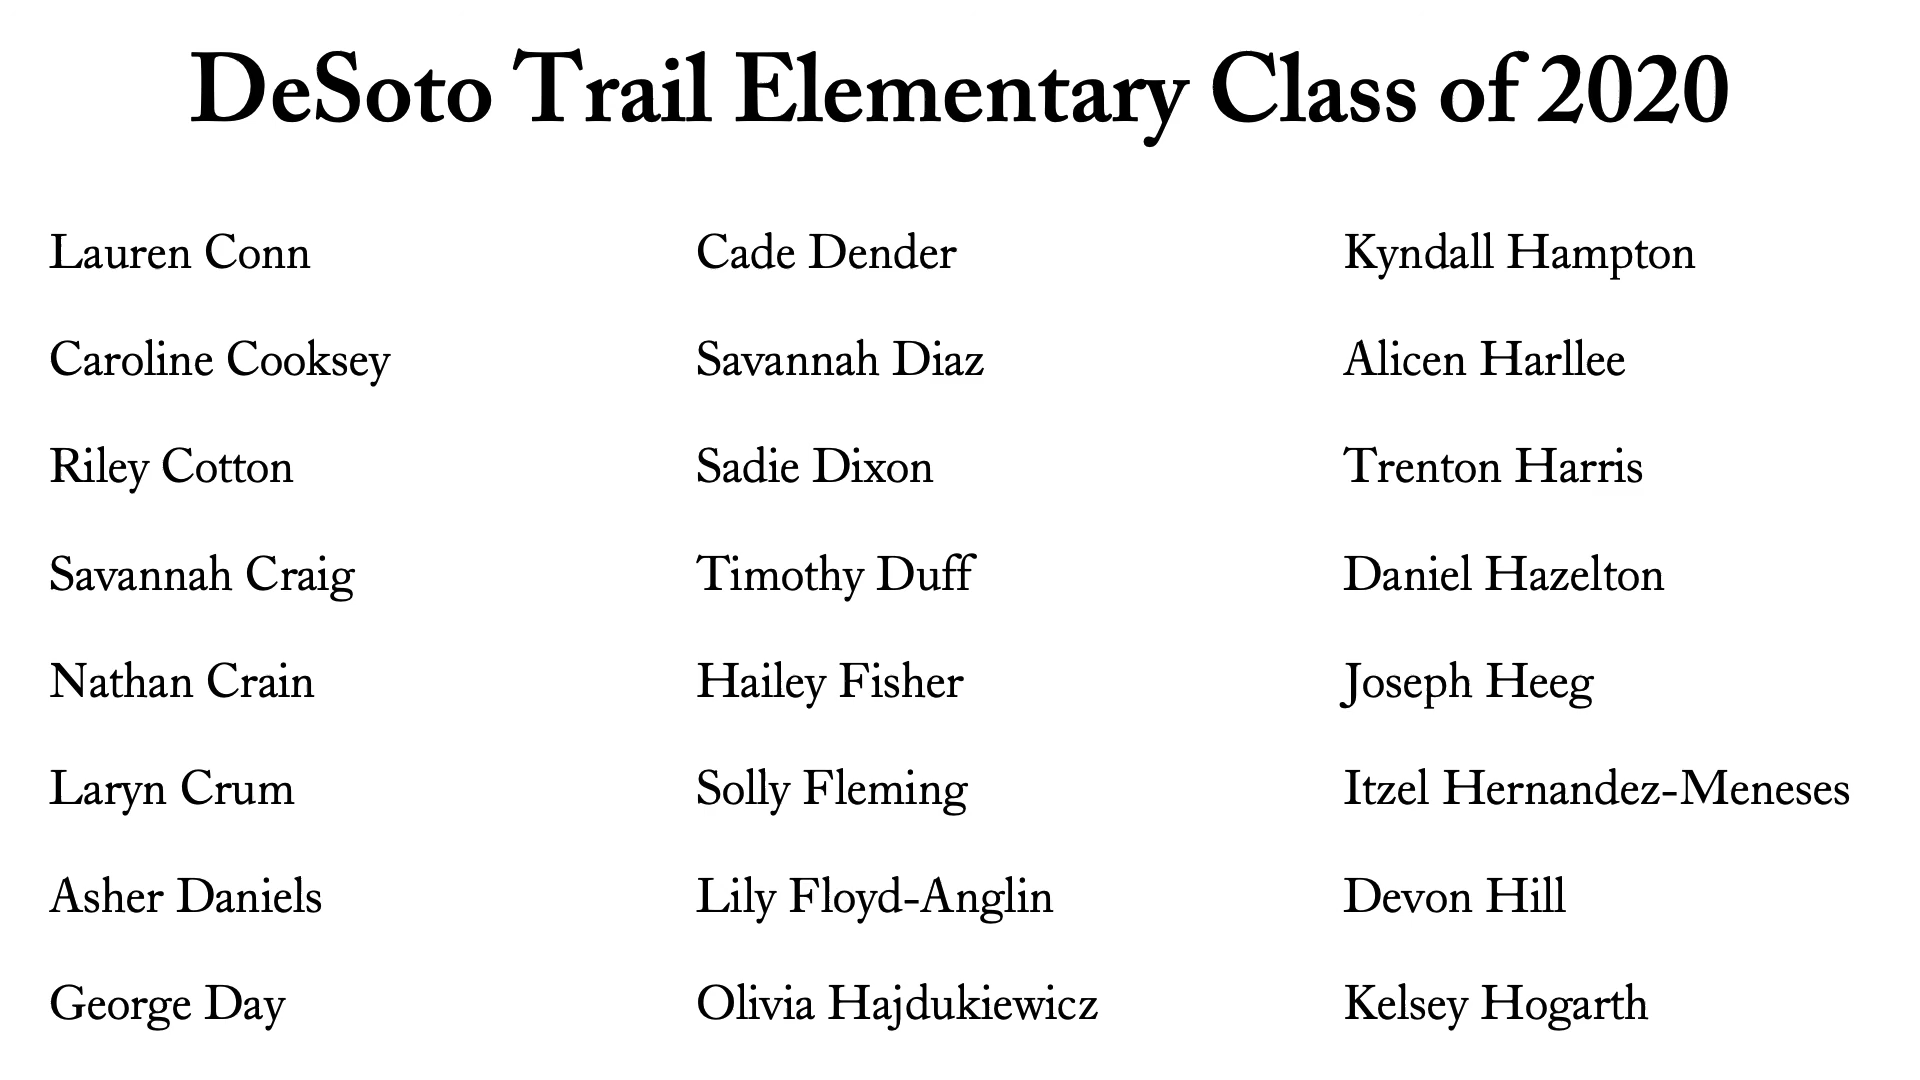 DeSoto Trail Elementary Class of 2020
Lauren Conn
Caroline Cooksey
Riley Cotton
Savannah Craig
Nathan Crain
Laryn Crum
Asher Daniels
George Day
Cade Dender
Savannah Diaz
Sadie Dixon
Timothy Duff
Hailey Fisher
Solly Fleming
Lily Floyd-Anglin
Olivia Hajdukiewicz
Kyndall Hampton
Alicen Harllee
Trenton Harris
Daniel Hazelton
Joseph Heeg
Itzel Hernandez-Meneses
Devon Hill
Kelsey Hogarth